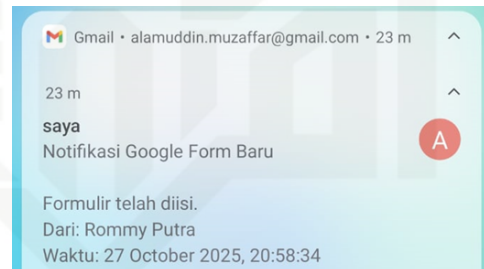 Gmail • alamuddin.muzaffar@gmail.com • 23 m
23 m
saya
A
Notifikasi Google Form Baru
Formulir telah diisi.
Dari: Rommy Putra
Waktu: 27 October 2025, 20:58:34